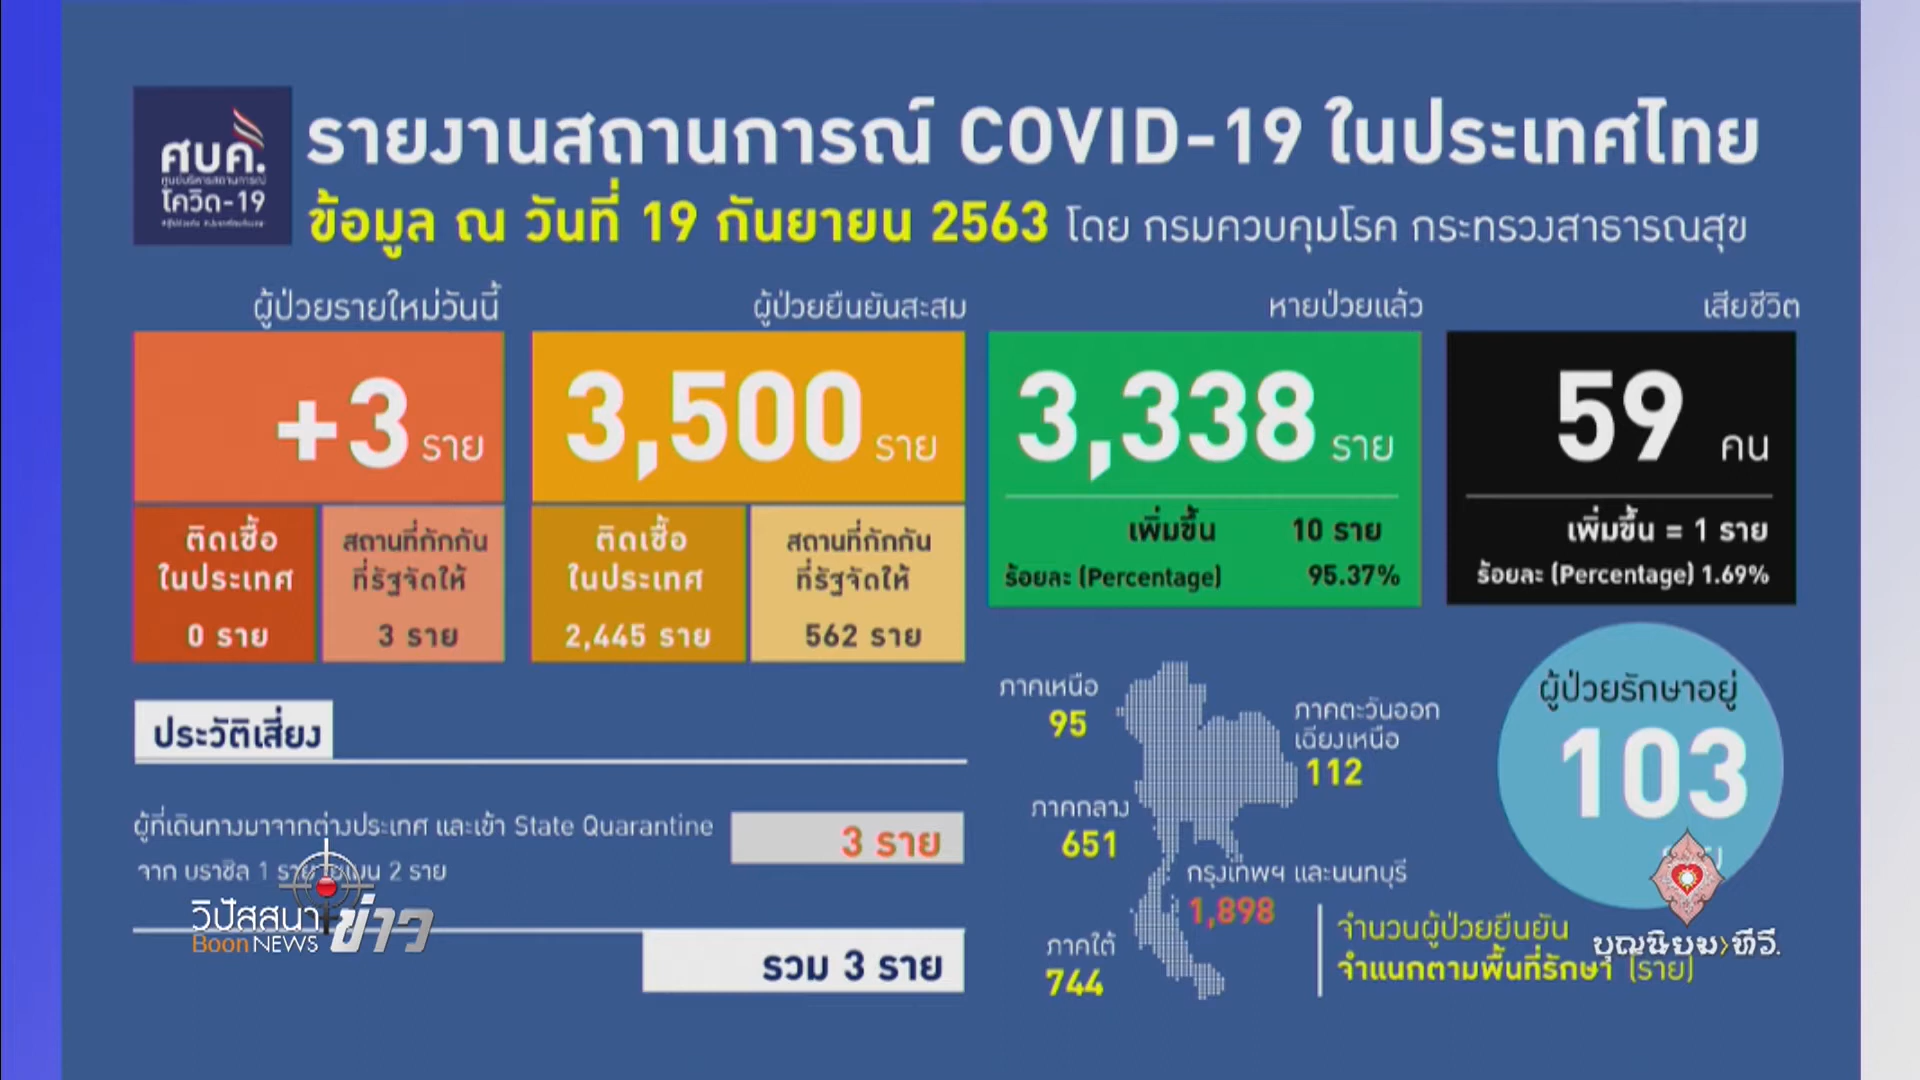 ศบค.
ศูนย์บริหารสถานการณ์
โควิด-19
รายงานสถานการณ์ COVID-19 ในประเทศไทย
ข้อมูล ณ วันที่ 19 กันยายน 2563 โดย กรมควบคุมโรค กระทรวงสาธารณสุข
ผู้ป่วยรายใหม่วันนี้
+3 ราย
ติดเชื้อ
ในประเทศ
0 ราย
สถานที่กักกัน
ที่รัฐจัดให้
3 ราย
ผู้ป่วยยืนยันสะสม
3,500 ราย
ติดเชื้อ
ในประเทศ
2,445 ราย
สถานที่กักกัน
ที่รัฐจัดให้
562 ราย
หายป่วยแล้ว
3,338 ราย
เพิ่มขึ้น 10 ราย
ร้อยละ (Percentage) 95.37%
เสียชีวิต
59 คน
เพิ่มขึ้น = 1 ราย
ร้อยละ (Percentage) 1.69%
ประวัติเสี่ยง
ผู้ที่เดินทางมาจากต่างประเทศ และเข้า State Quarantine
3 ราย
จาก บราซิล 1 ราย 2 ราย
รวม 3 ราย
ภาคเหนือ
95
ภาคตะวันออก
เฉียงเหนือ
112
ภาคกลาง
651
กรุงเทพฯ และนนทบุรี
1,898
ภาคใต้
744
ผู้ป่วยรักษาอยู่
103
จำนวนผู้ป่วยยืนยัน
จำแนกตามพื้นที่รักษา (ราย)
วิปัสสนา
ข่าว
Boon NEWS
บุญนิยม>ทีวี.